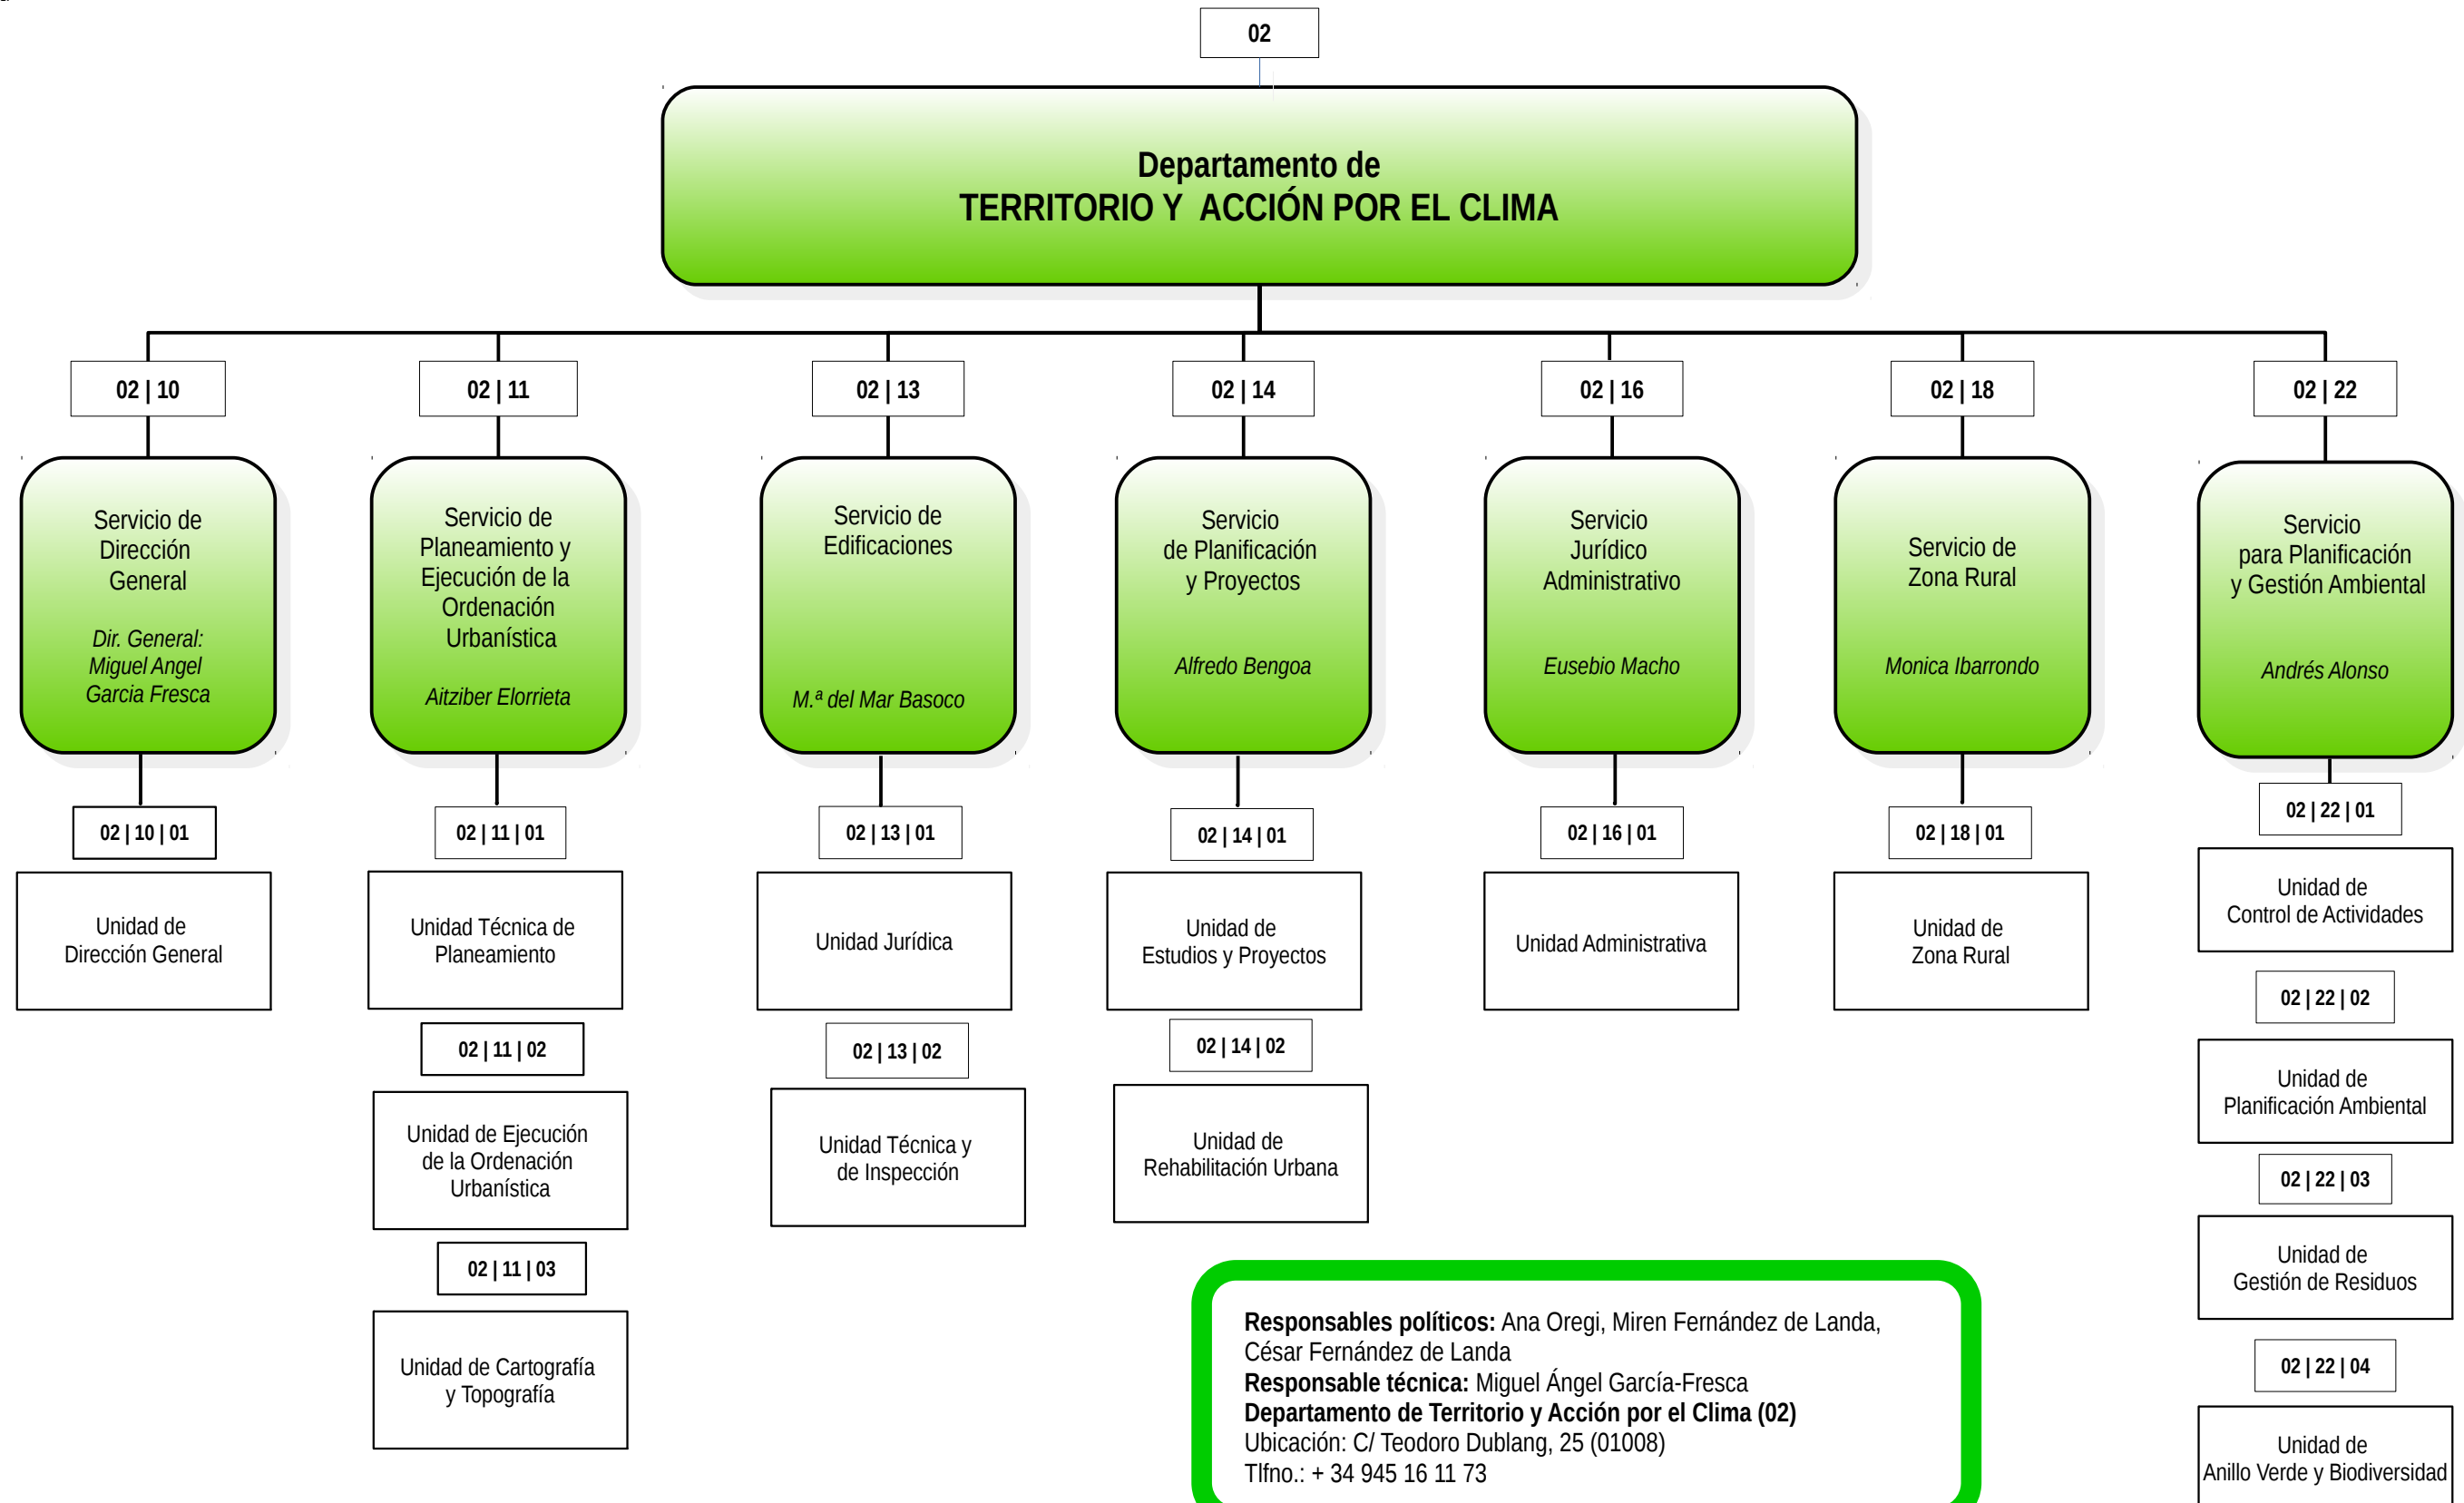 02
Departamento de
TERRITORIO Y ACCIÓN POR EL CLIMA
02 | 10
02 | 11
02 | 13
02 | 14
02 | 16
02 | 18
02 | 22
Servicio de
Dirección
General
Dir. General:
Miguel Angel
Garcia Fresca
Servicio de
Planeamiento y
Ejecución de la
Ordenación
Urbanística
Aitziber Elorrieta
Servicio de
Edificaciones
M.ª del Mar Basoco
Servicio
de Planificación
y Proyectos
Alfredo Bengoa
Servicio
Jurídico
Administrativo
Eusebio Macho
Servicio de
Zona Rural
Monica Ibarrondo
Servicio
para Planificación
y Gestión Ambiental
Andrés Alonso
02 | 10 | 01
Unidad de
Dirección General
02 | 11 | 01
Unidad Técnica de
Planeamiento
02 | 11 | 02
Unidad de Ejecución
de la Ordenación
Urbanística
02 | 11 | 03
Unidad de Cartografía
y Topografía
02 | 13 | 01
Unidad Jurídica
02 | 13 | 02
Unidad Técnica y
de Inspección
02 | 14 | 01
Unidad de
Estudios y Proyectos
02 | 14 | 02
Unidad de
Rehabilitación Urbana
02 | 16 | 01
Unidad Administrativa
02 | 18 | 01
Unidad de
Zona Rural
02 | 22 | 01
Unidad de
Control de Actividades
02 | 22 | 02
Unidad de
Planificación Ambiental
02 | 22 | 03
Unidad de
Gestión de Residuos
02 | 22 | 04
Unidad de
Anillo Verde y Biodiversidad
Responsables políticos: Ana Oregi, Miren Fernández de Landa,
César Fernández de Landa
Responsable técnica: Miguel Ángel García-Fresca
Departamento de Territorio y Acción por el Clima (02)
Ubicación: C/ Teodoro Dublang, 25 (01008)
Tlfno.: + 34 945 16 11 73